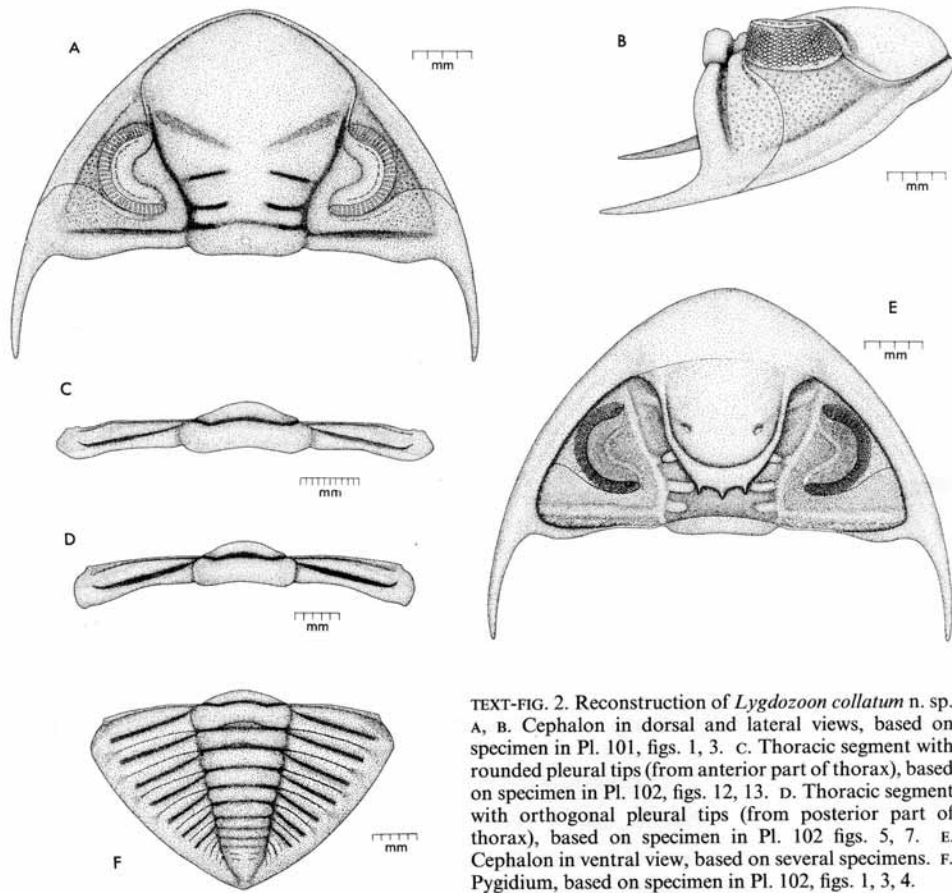 A
mm
B
mm
C
mm
D
mm
E
mm
F
mm
TEXT-FIG. 2. Reconstruction of Lygdozoon collatum n. sp.
A, B. Cephalon in dorsal and lateral views, based on
specimen in Pl. 101, figs. 1, 3. C. Thoracic segment with
rounded pleural tips (from anterior part of thorax), based
on specimen in Pl. 102, figs. 12, 13. D. Thoracic segment
with orthogonal pleural tips (from posterior part of
thorax), based on specimen in Pl. 102 figs. 5, 7. E.
Cephalon in ventral view, based on several specimens. F.
Pygidium, based on specimen in Pl. 102, figs. 1, 3, 4.